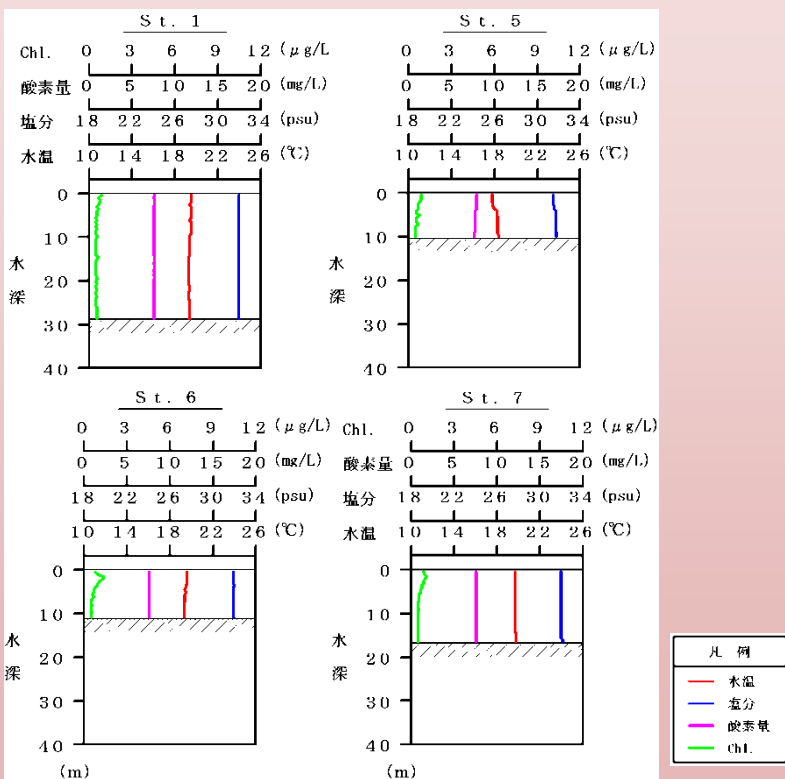 St. 1
Chl. 0 3 6 9 12 (μg/L
酸素量 0 5 10 15 20 (mg/L)
塩分 18 22 26 30 34 (psu)
水温 10 14 18 22 26 (℃)
0
10
20
30
40
水深
St. 5
0 3 6 9 12 (μg/L)
0 5 10 15 20 (mg/L)
18 22 26 30 34 (psu)
10 14 18 22 26 (℃)
0
10
20
30
40
水深
St. 6
0 3 6 9 12 (μg/L)
0 5 10 15 20 (mg/L)
18 22 26 30 34 (psu)
10 14 18 22 26 (℃)
0
10
20
30
40
水深
(m)
St. 7
Chl. 0 3 6 9 12 (μg/L)
酸素量 0 5 10 15 20 (mg/L)
塩分 18 22 26 30 34 (psu)
水温 10 14 18 22 26 (℃)
0
10
20
30
40
水深
(m)
凡 例
水温
塩分
酸素量
Chl.